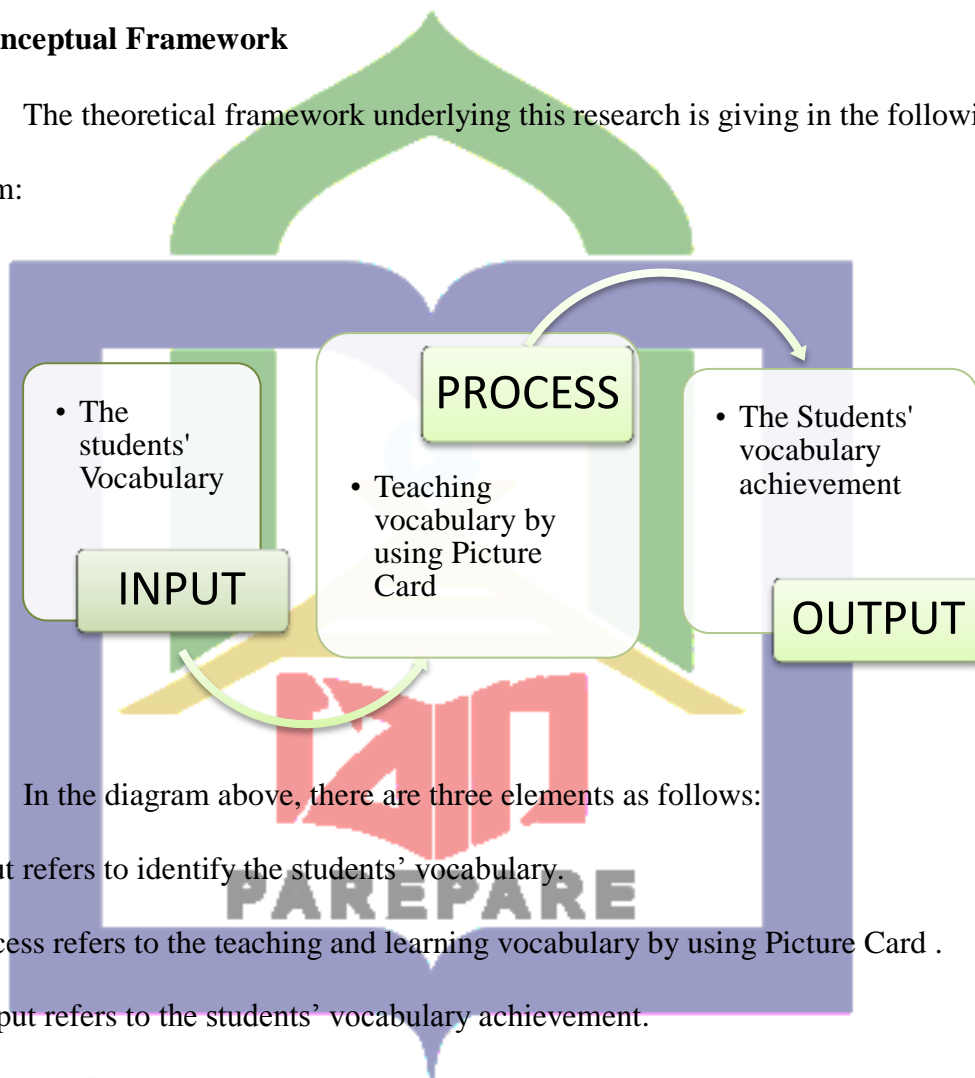 onceptual Framework
The theoretical framework underlying this research is giving in the followi
m:
PROCESS
• The
students'
Vocabulary
INPUT
• Teaching
vocabulary by
using Picture
Card
• The Students'
vocabulary
achievement
OUTPUT
In the diagram above, there are three elements as follows:
ut refers to identify the students’ vocabulary.
PAREPARE
cess refers to the teaching and learning vocabulary by using Picture Card .
put refers to the students’ vocabulary achievement.